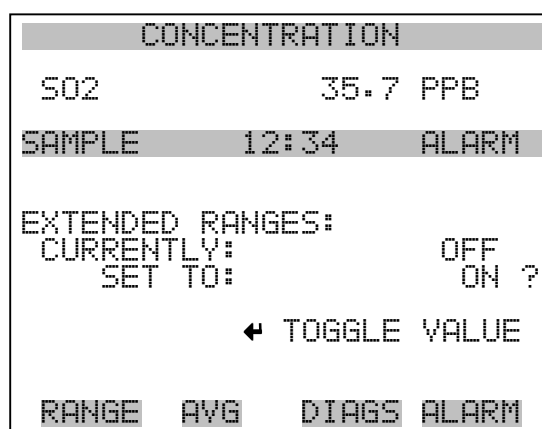 CONCENTRATION
SO2 35.7 PPB
SAMPLE 12:34 ALARM
EXTENDED RANGES:
CURRENTLY: OFF
SET TO: ON ?
↵ TOGGLE VALUE
RANGE AVG DIAGS ALARM